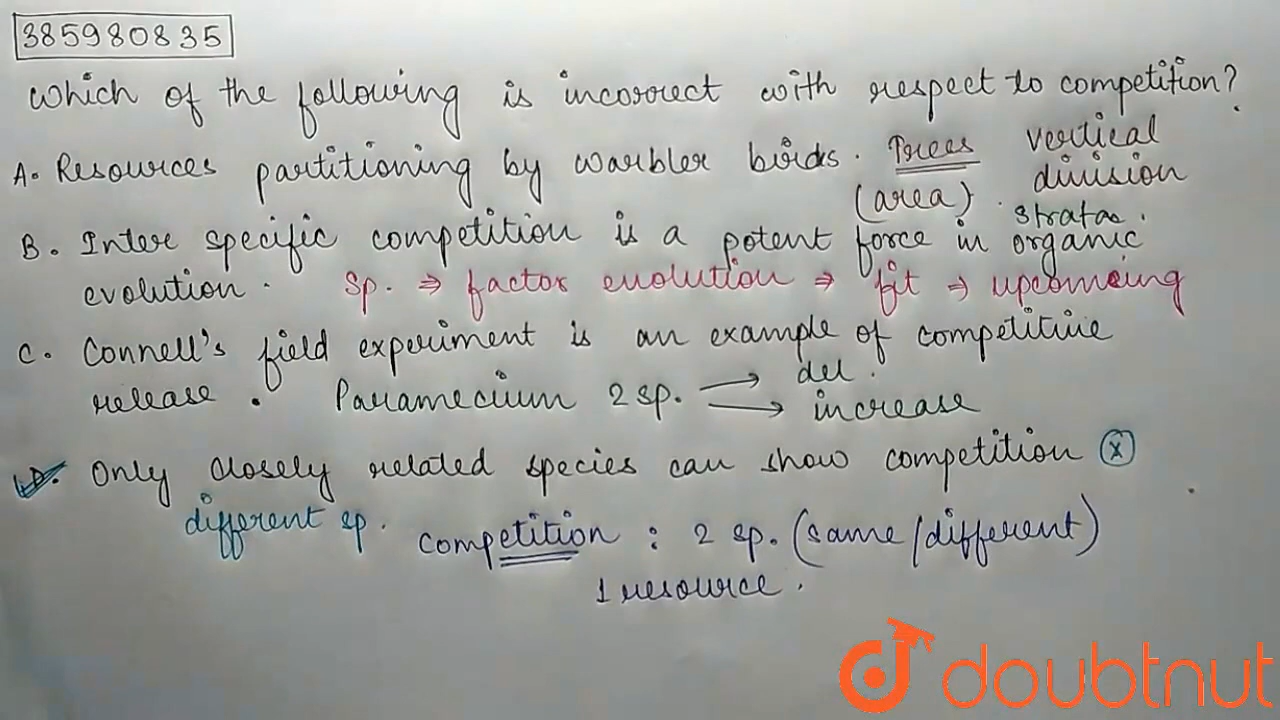 385980835
Which of the following is incorrect with respect to competition?
A. Resources partitioning by warbler birds. Trees vertical
(area). division
stratas.
B. Inter specific competition is a potent force in organic
evolution. Sp. ⇒ factor evolution ⇒ fit → upcomeing
C. Connell's field experiment is an example of competitive
release. Paramecium 2 sp. → del.
→ increase
D. Only closely related species can show competition ⓧ
different sp.
competition : 2 sp. (same/different)
1 resource.
doubtnut